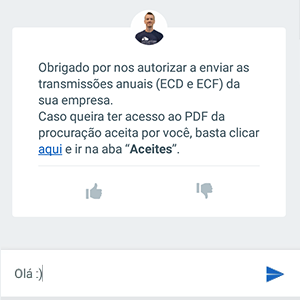 Obrigado por nos autorizar a enviar as
transmissões anuais (ECD e ECF) da
sua empresa.
Caso queira ter acesso ao PDF da
procuração aceita por você, basta clicar
aqui e ir na aba “Aceites”.
Olá :)